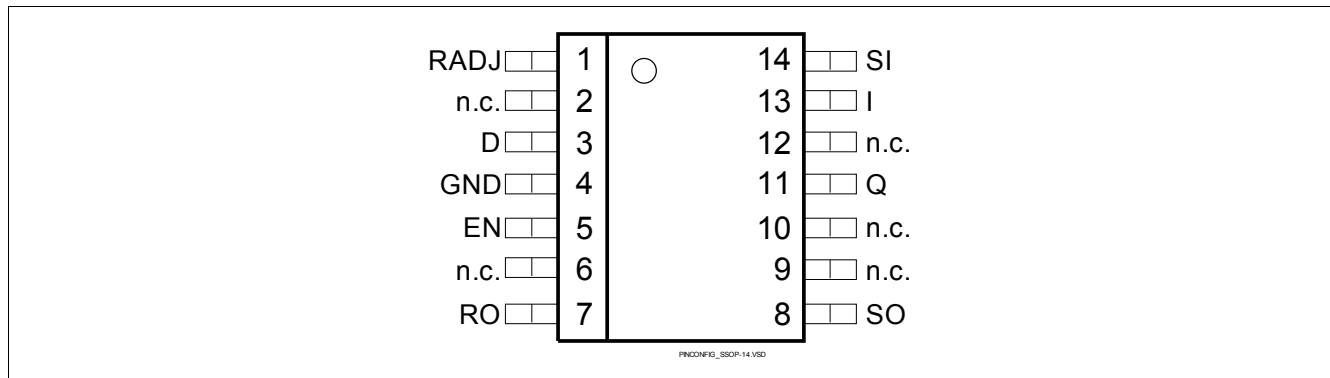 RADJ 1 14 SI
n.c. 2 13 I
D 3 12 n.c.
GND 4 11 Q
EN 5 10 n.c.
n.c. 6 9 n.c.
RO 7 8 SO
PINCONFIG_SSOP-14.VSD